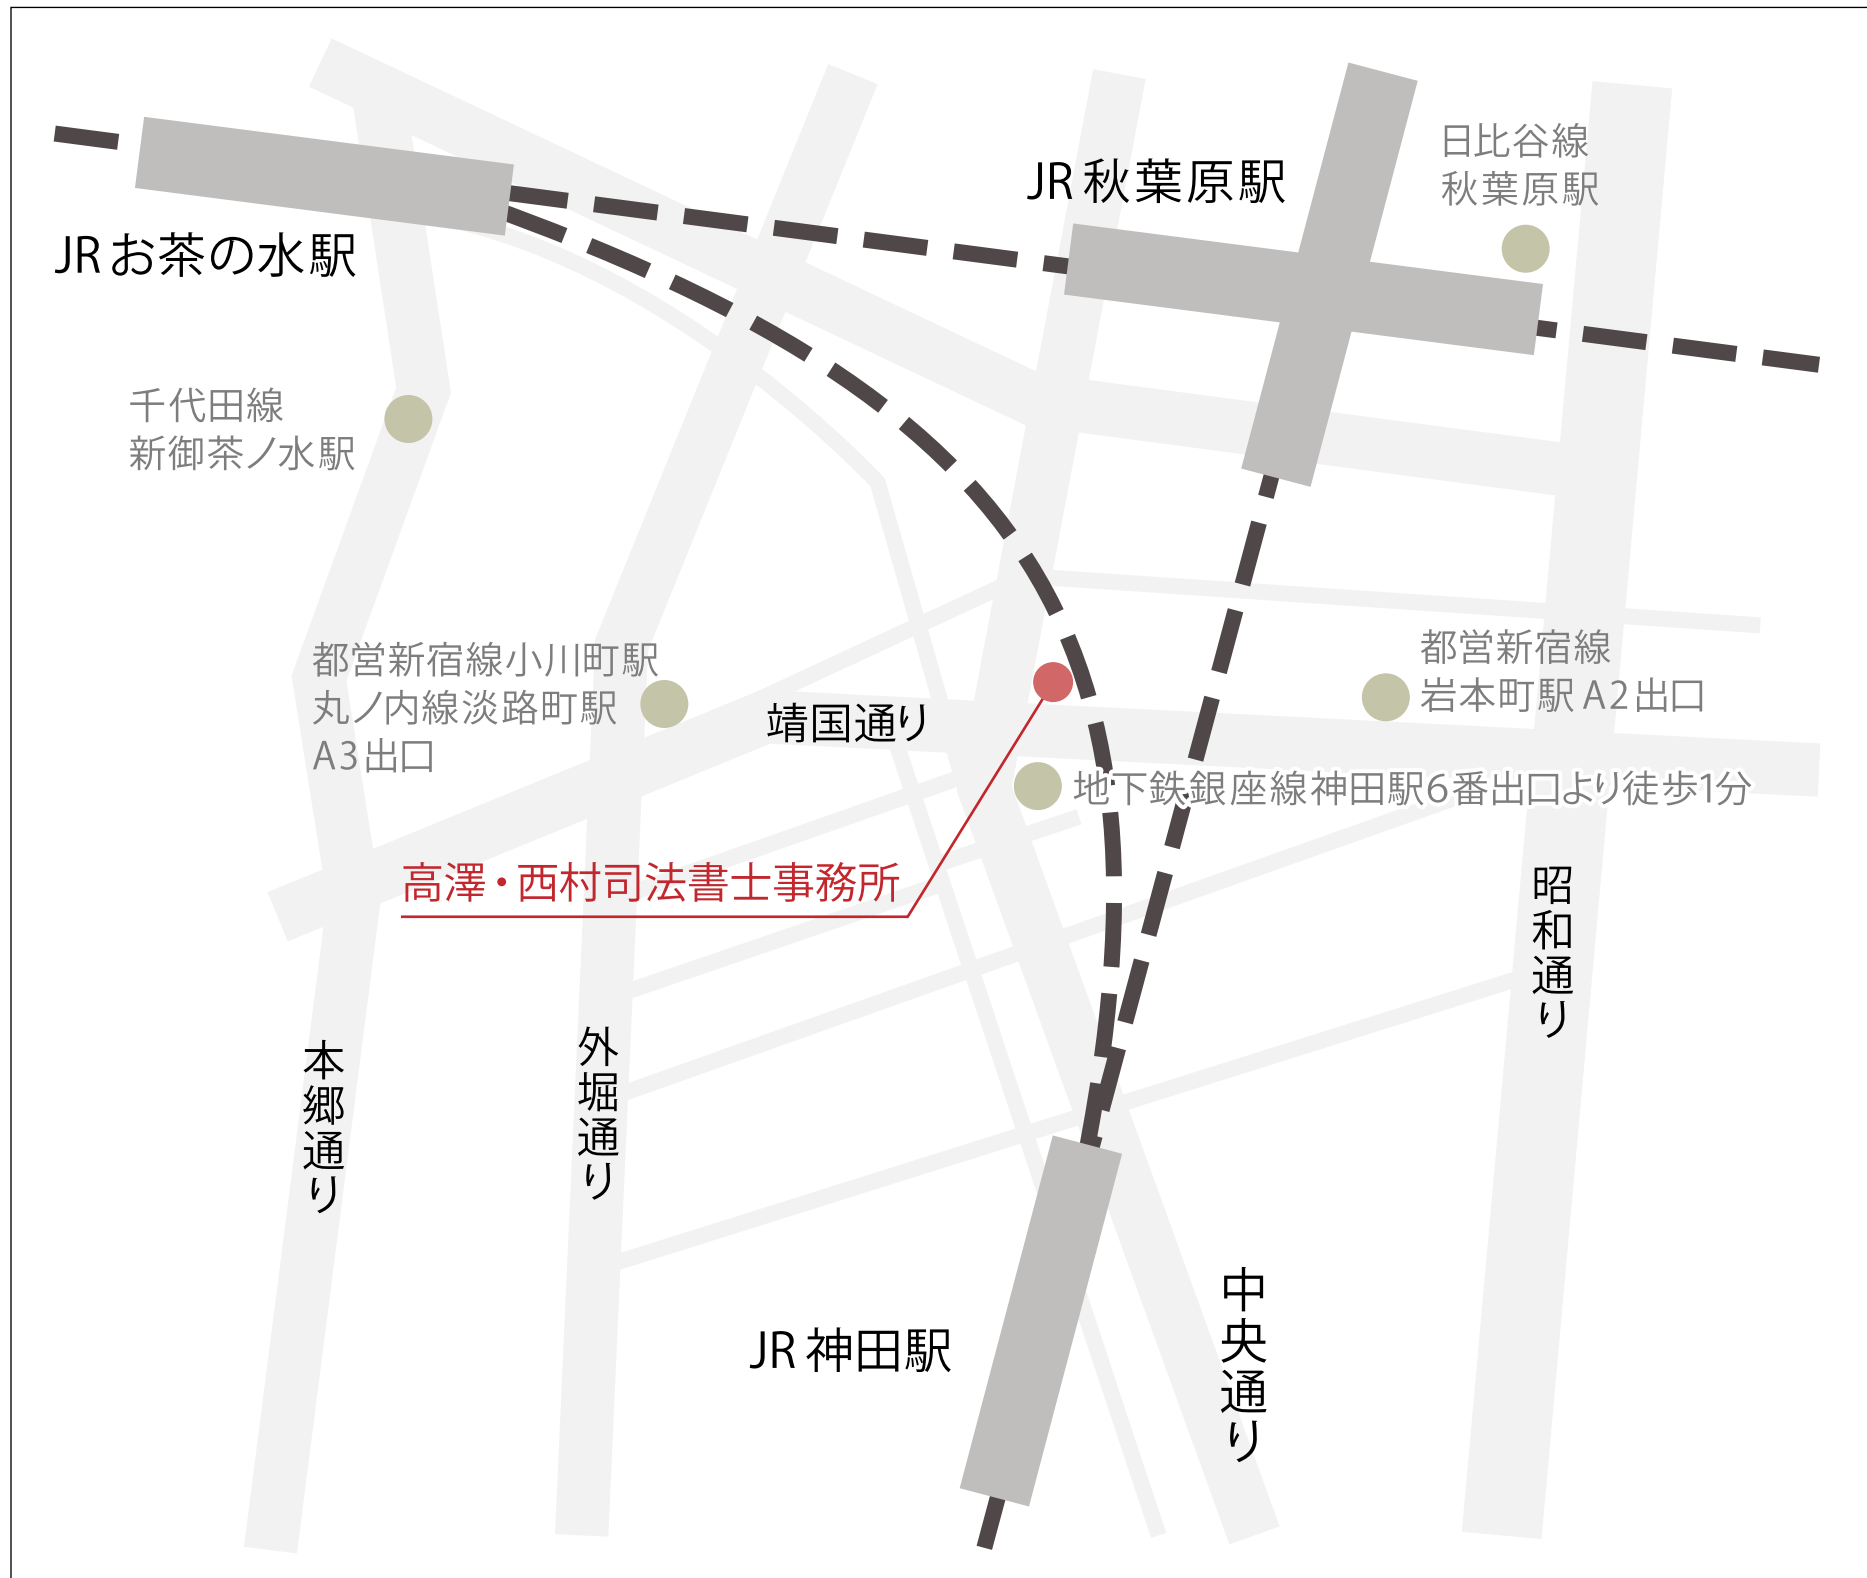 日比谷線
秋葉原駅
JR秋葉原駅
JRお茶の水駅
千代田線
新御茶ノ水駅
都営新宿線小川町駅
丸ノ内線淡路町駅
A3出口
靖国通り
都営新宿線
岩本町駅A2出口
地下鉄銀座線神田駅6番出口より徒歩1分
高澤・西村司法書士事務所
昭和通り
本郷通り
外堀通り
JR神田駅
中央通り